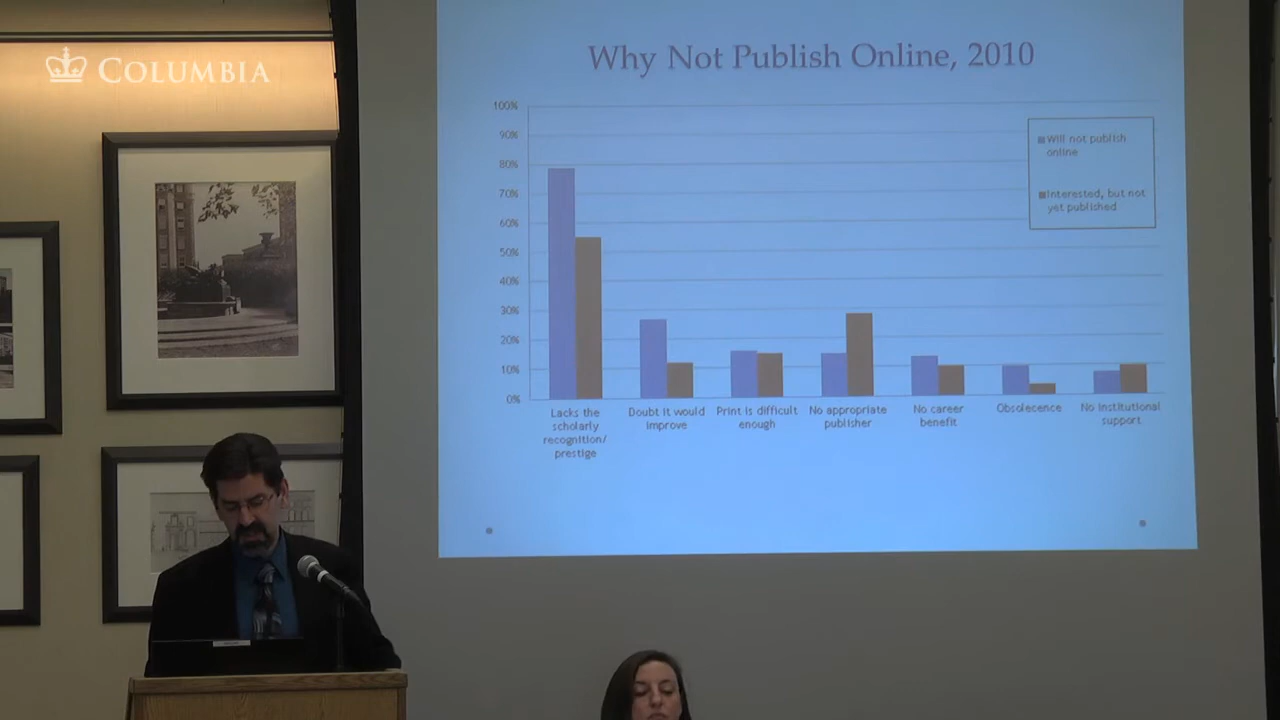 COLUMBIA
Why Not Publish Online, 2010
100%
90%
80%
70%
60%
50%
40%
30%
20%
10%
0%
Will not publish
online
Interested, but not
yet published
Lacks the
scholarly
recognition/
prestige
Doubt it would
improve
Print is difficult
enough
No appropriate
publisher
No career
benefit
Obsolecence
No institutional
support